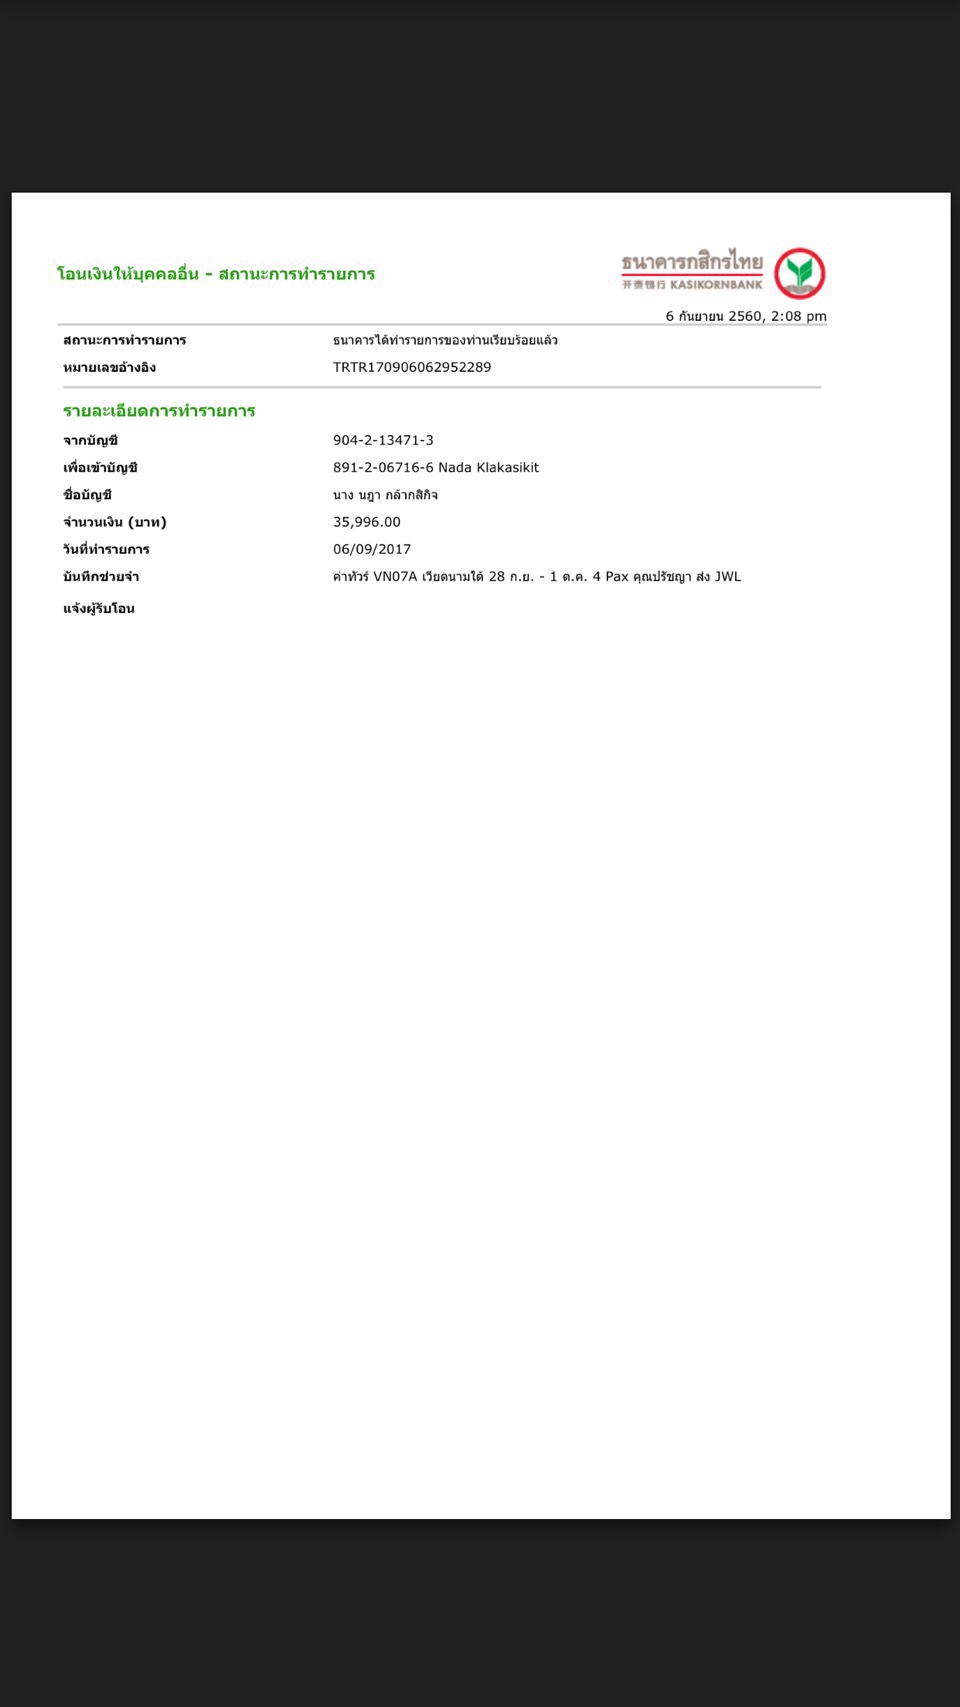 โอนเงินให้บุคคลอื่น - สถานะการทำรายการ
ธนาคารกสิกรไทย
开泰银行 KASIKORNBANK
6 กันยายน 2560, 2:08 pm
สถานะการทำรายการ ธนาคารได้ทำรายการของท่านเรียบร้อยแล้ว
หมายเลขอ้างอิง TRTR170906062952289
รายละเอียดการทำรายการ
จากบัญชี 904-2-13471-3
เพื่อเข้าบัญชี 891-2-06716-6 Nada Klakasikit
ชื่อบัญชี นาง นฎา กล้ากสิกิจ
จำนวนเงิน (บาท) 35,996.00
วันที่ทำรายการ 06/09/2017
บันทึกช่วยจำ ค่าทัวร์ VN07A เวียดนามใต้ 28 ก.ย. - 1 ต.ค. 4 Pax คุณปรัชญา ส่ง JWL
แจ้งผู้รับโอน